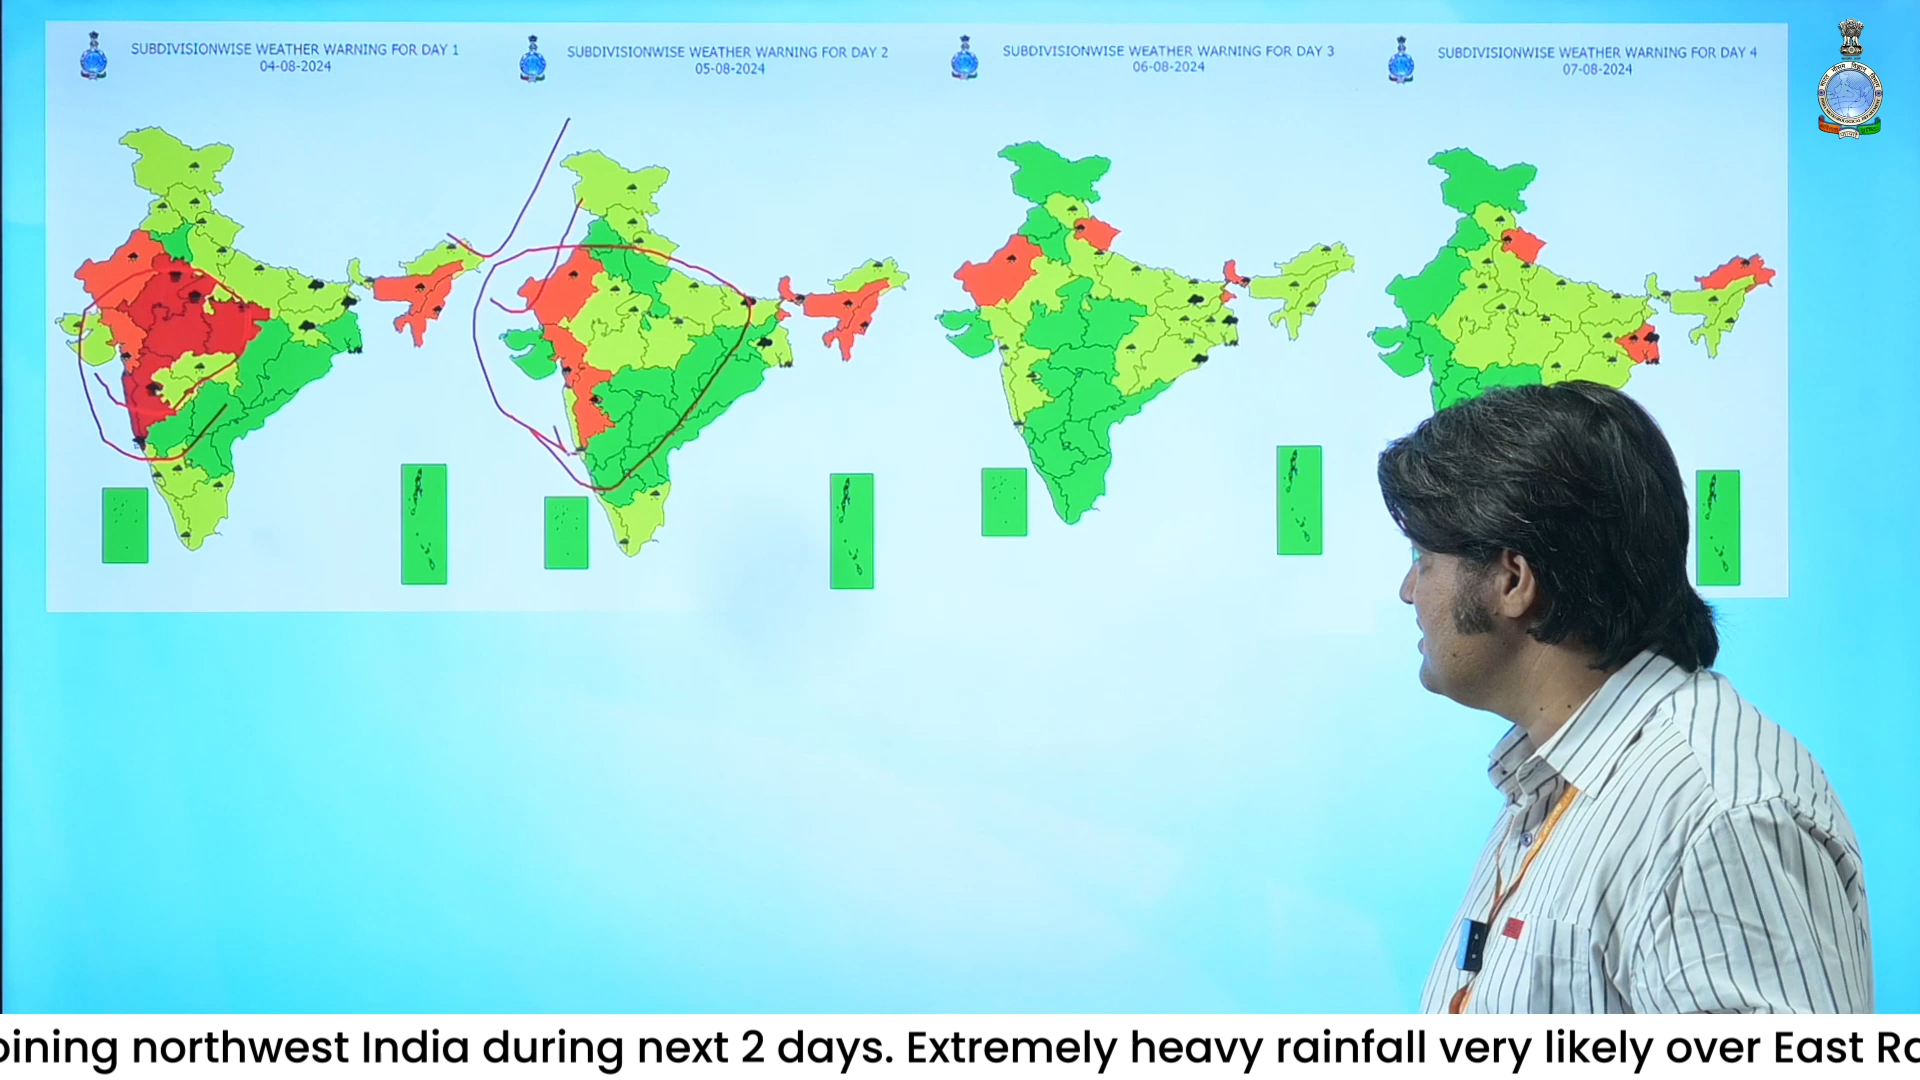 SUBDIVISIONWISE WEATHER WARNING FOR DAY 1
04-08-2024
SUBDIVISIONWISE WEATHER WARNING FOR DAY 2
05-08-2024
SUBDIVISIONWISE WEATHER WARNING FOR DAY 3
06-08-2024
SUBDIVISIONWISE WEATHER WARNING FOR DAY 4
07-08-2024
oining northwest India during next 2 days. Extremely heavy rainfall very likely over East Ra